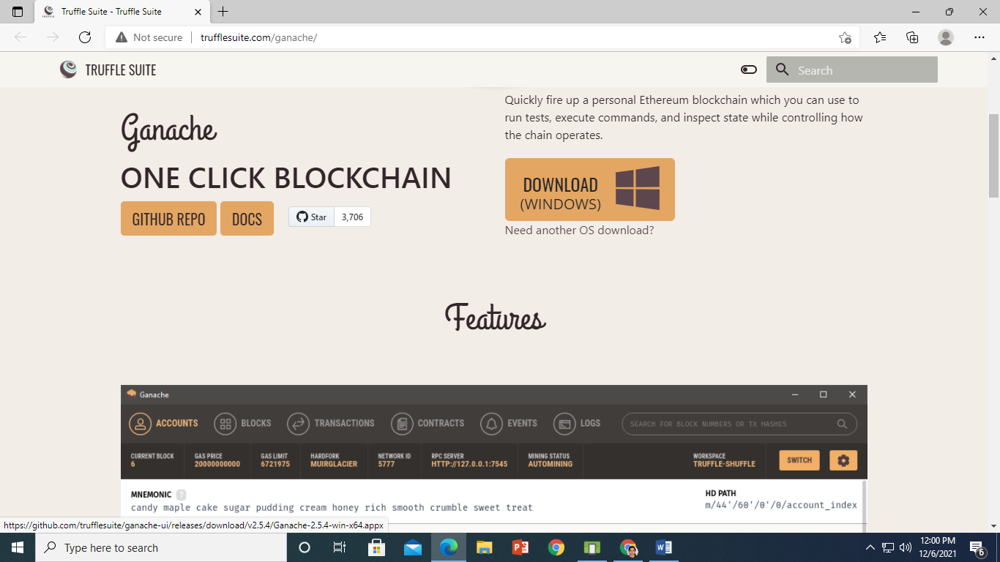 Truffle Suite - Truffle Suite
Not secure
trufflesuite.com/ganache/
TRUFFLE SUITE
Search
Ganache
ONE CLICK BLOCKCHAIN
GITHUB REPO
DOCS
Star
3,706
Quickly fire up a personal Ethereum blockchain which you can use to
run tests, execute commands, and inspect state while controlling how
the chain operates.
DOWNLOAD
(WINDOWS)
Need another OS download?
Features
Ganache
ACCOUNTS
BLOCKS
TRANSACTIONS
CONTRACTS
EVENTS
LOGS
SEARCH FOR BLOCK NUMBERS OR TX HASHES
CURRENT BLOCK
6
GAS PRICE
20000000000
GAS LIMIT
6721975
HARDFORK
MUIRGLACIER
NETWORK ID
5777
RPC SERVER
HTTP://127.0.0.1:7545
MINING STATUS
AUTOMINING
WORKSPACE
TRUFFLE-SHUFFLE
SWITCH
MNEMONIC ?
candy maple cake sugar pudding cream honey rich smooth crumble sweet treat
HD PATH
m/44'/60'/0'/0/account_index
https://github.com/trufflesuite/ganache-ui/releases/download/v2.5.4/Ganache-2.5.4-win-x64.appx
Type here to search
12:00 PM
12/6/2021
6